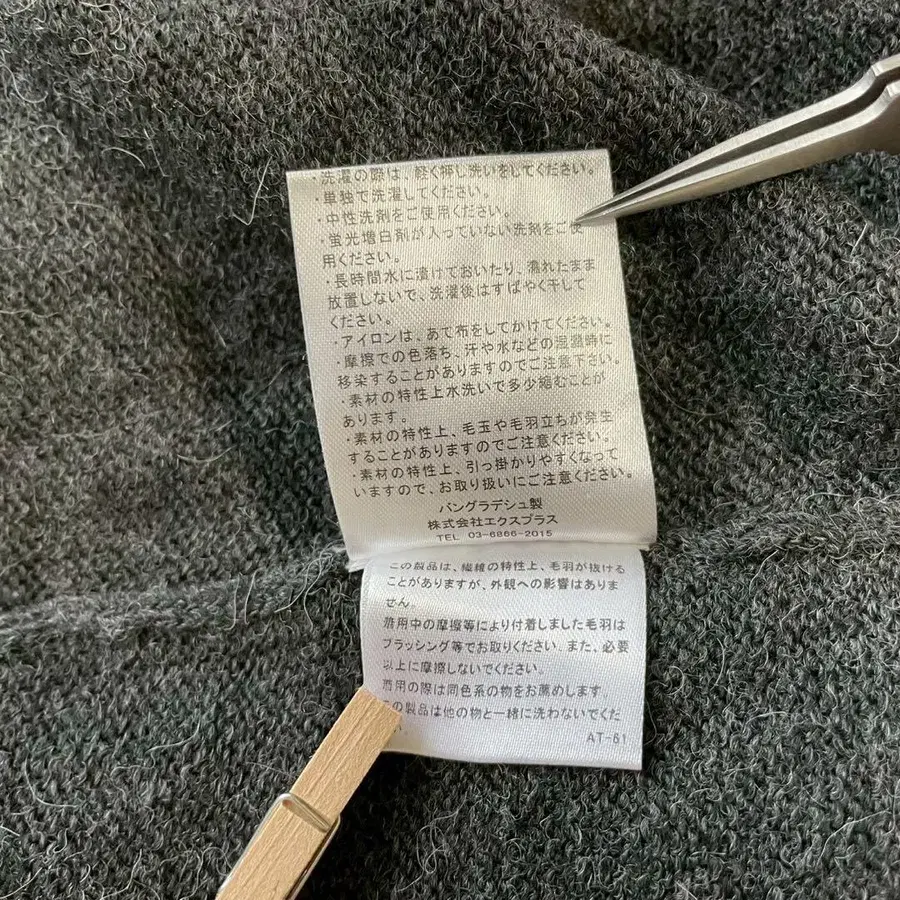 ・洗濯の際は、軽く押し洗いをしてください。
・単独で洗濯してください。
・中性洗剤をご使用ください。
・蛍光増白剤が入っていない洗剤をご使
用ください。
・長時間水に漬けておいたり、濡れたまま
放置しないで、洗濯後はすばやく干して
ください。
・アイロンは、あて布をしてかけてください。
・摩擦での色落ち、汗や水などの湿潤時に
移染することがありますのでご注意下さい。
・素材の特性上水洗いで多少縮むことが
あります。
・素材の特性上、毛玉や毛羽立ちが発生
することがありますのでご注意ください。
・素材の特性上、引っ掛かりやすくなって
いますので、お取り扱いにご注意ください。
バングラデシュ製
株式会社エクスプラス
TEL 03-6866-2015
この製品は、繊維の特性上、毛羽が抜ける
ことがありますが、外観への影響はありま
せん。
着用中の摩擦等により付着しました毛羽は
ブラッシング等でお取りください。また、必要
以上に摩擦しないでください。
着用の際は同色系の物をお薦めします。
この製品は他の物と一緒に洗わないでくだ
AT-61